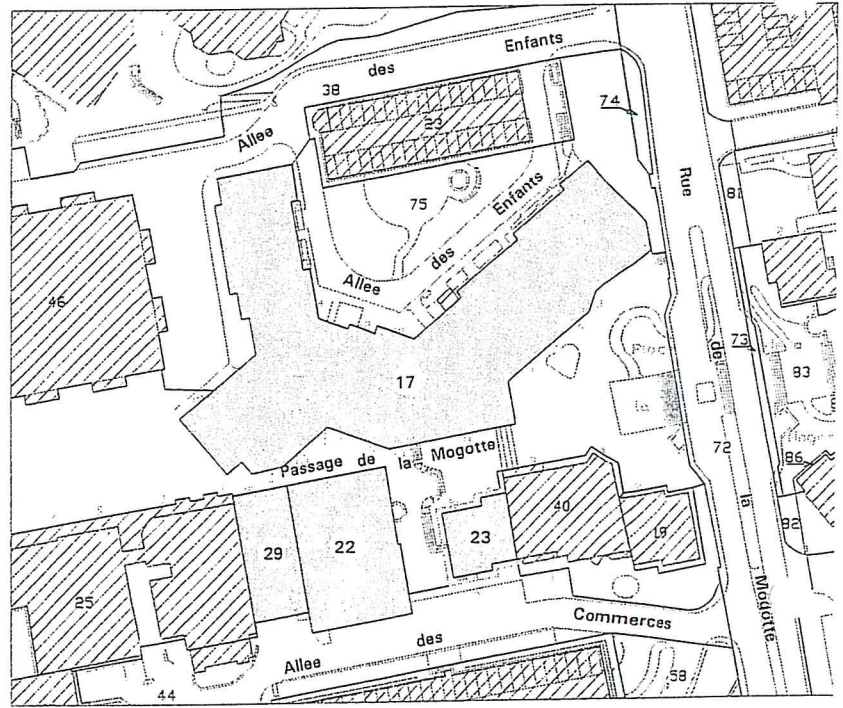 Enfants
des
38
Allee
23
74
Rue
81
75
Enfants
des
Allee
46
de
73
83
17
la
72
Mogotte
la
de
Passage
86
la
40
19
82
29
22
23
25
Mogotte
Commerces
des
Allee
58
44